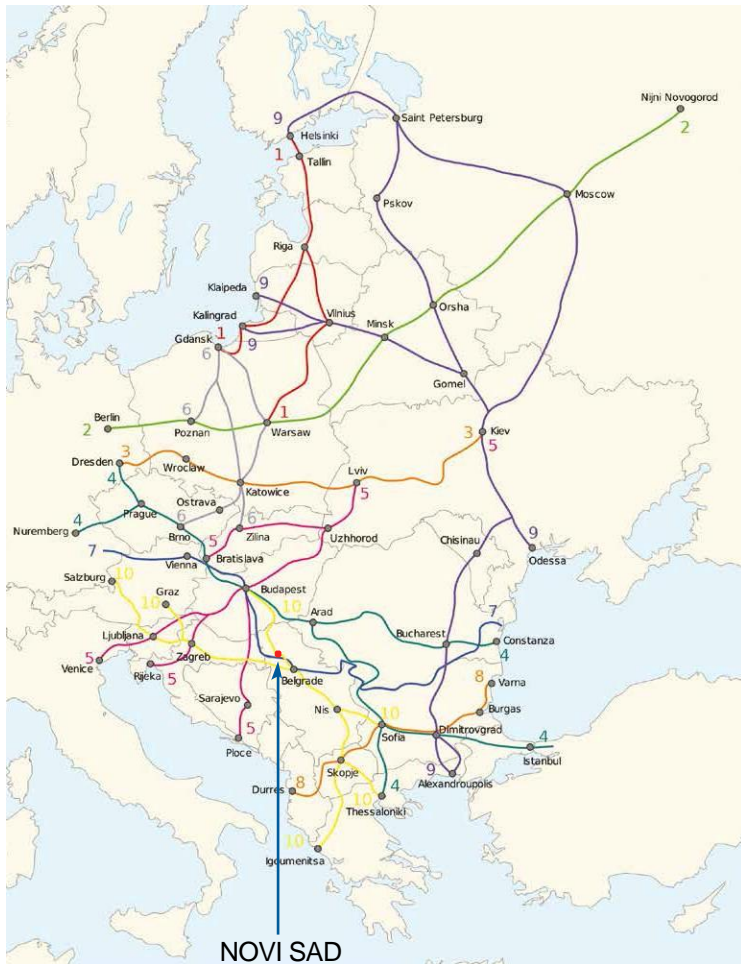 Nijni Novogorod
2
9
Saint Petersburg
Helsinki
1
Tallin
Moscow
Pskov
Riga
Klaipeda
9
Orsha
Kalingrad
Vilnius
Minsk
1
Gdansk
6
9
Gomel
Berlin
6
1
2
Poznan
Warsaw
3
Kiev
5
3
Dresden
Wroclaw
Lviv
4
5
Katowice
Ostrava
4
Prague
6
6
9
Nuremberg
Brno
Zilina
Uzhhorod
Chisinau
5
Odessa
7
Vienna
Bratislava
Salzburg
10
Budapest
Graz
10
10
Arad
7
Ljubljana
Bucharest
Constanza
Zagreb
4
5
Venice
Rijeka
5
Belgrade
8
Varna
Sarajevo
Nis
10
Burgas
5
Sofia
Dimitrovgrad
4
Ploce
Istanbul
Skopje
9
Durres
8
10
4
Alexandroupolis
Thessaloniki
10
Igoumenitsa
NOVI SAD